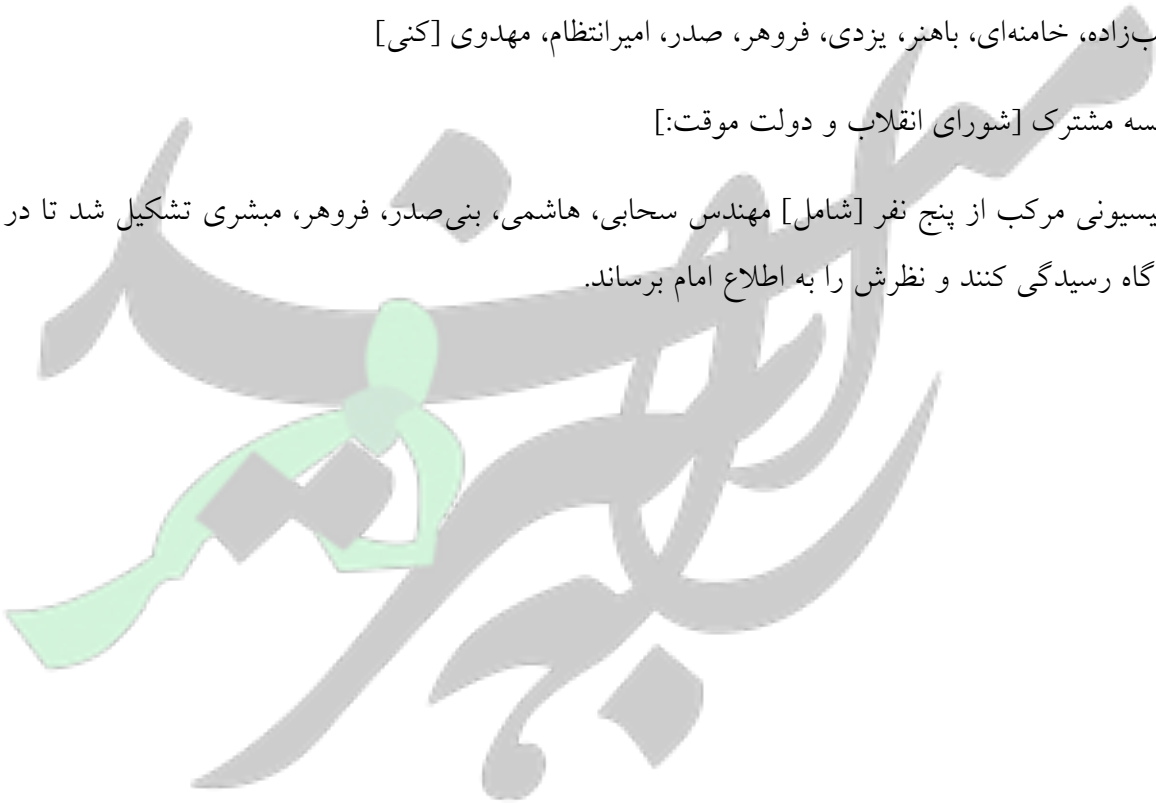 ب‌زاده، خامنه‌ای، باهنر، یزدی، فروهر، صدر، امیرانتظام، مهدوی [کنی]
سه مشترک [شورای انقلاب و دولت موقت:]
یسیونی مرکب از پنج نفر [شامل] مهندس سحابی، هاشمی، بنی‌صدر، فروهر، مبشری تشکیل شد تا در
گاه رسیدگی کنند و نظرش را به اطلاع امام برساند.